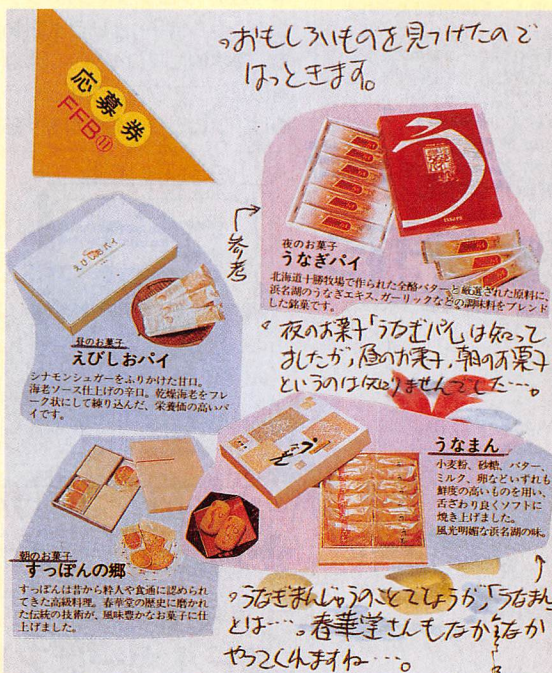 。おもしろいものを見つけたので
はっときます。
応募券
FFB⑪
う
えびしおパイ
参考
夜のお菓子
うなぎパイ
北海道十勝牧場で作られた全酪バターと厳選された原料に、
浜名湖のうなぎエキス、ガーリックなどの調味料をブレンド
した銘菓です。
昼のお菓子
えびしおパイ
シナモンシュガーをふりかけた甘口。
海老ソース仕上げの辛口。乾燥海老をフレ
ーク状にして練り込んだ、栄養価の高いパ
イです。
。夜のお菓子「うなぎパイ」は知って
ましたが、昼のお菓子、朝のお菓子
というのは知りませんでした…。
うなまん
小麦粉、砂糖、バター、
ミルク、卵などいずれも
鮮度の高いものを用い、
舌ざわり良くソフトに
焼き上げました。
風光明媚な浜名湖の味。
朝のお菓子
すっぽんの郷
すっぽんは昔から粋人や食通に認められ
てきた高級料理。春華堂の歴史に磨かれ
た伝統の技術が、風味豊かなお菓子に仕
上げました。
。うなぎまんじゅうのことでしょうが、「うなまん」
とは…。春華堂さんもなかなか
やってくれますね…。